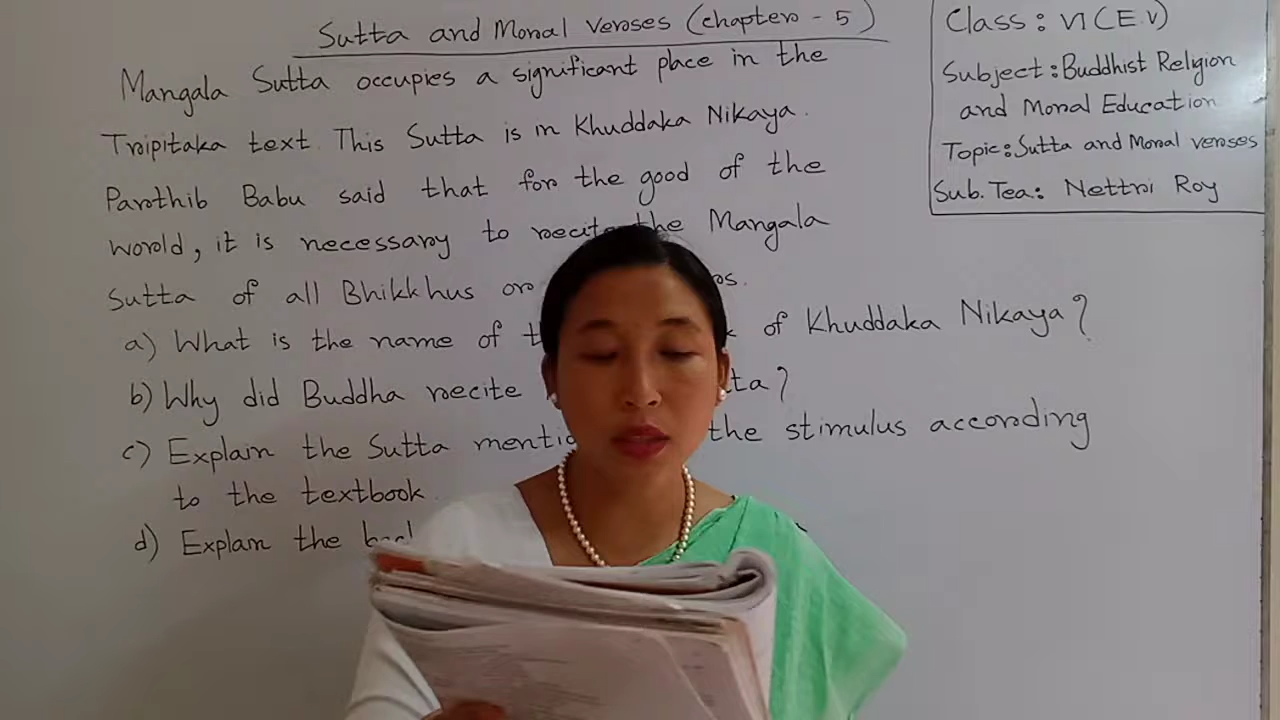 Sutta and Moral Verses (chapter - 5)
Mangala Sutta occupies a significant place in the
Tripitaka text. This Sutta is in Khuddaka Nikaya.
Parthib Babu said that for the good of the
world, it is necessary to recite the Mangala
Sutta of all Bhikkhus or
a) What is the name of of Khuddaka Nikaya?
b) Why did Buddha recite
c) Explain the Sutta the stimulus according
to the textbook.
d) Explain the
Class: VI (E.V)
Subject: Buddhist Religion
and Moral Education
Topic: Sutta and Moral verses
Sub. Tea: Nettri Roy